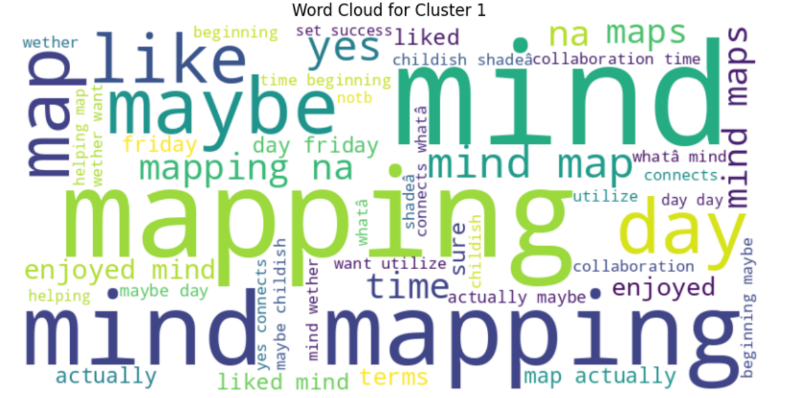 Word Cloud for Cluster 1
wether
beginning
set success
liked
na
maps
map
like
yes
childish shadeâ
collaboration time
maybe
time beginning
notb
mind
mind maps
helping map
wether want
friday
day friday
mapping na
mind map
whatâ mind
connects
mapping
whatâ
shadeâ
connects whatâ
utilize
day day
day
enjoyed mind
want utilize
sure
childish
collaboration
helping
maybe day
yes connects
maybe childish
mind wether
time
actually maybe
enjoyed
beginning maybe
mind mapping
actually
liked mind
terms
map actually